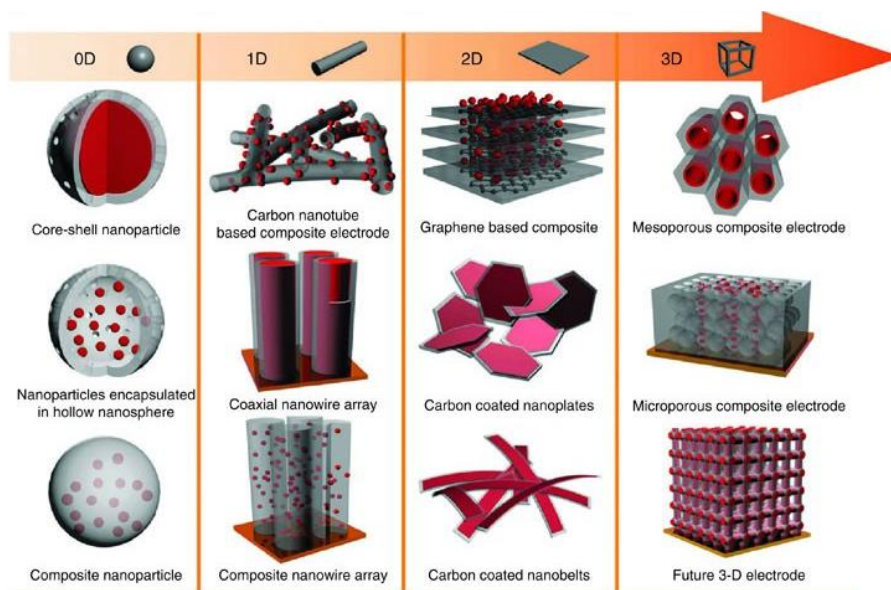 0D
1D
2D
3D
Core-shell nanoparticle
Carbon nanotube
based composite electrode
Graphene based composite
Mesoporous composite electrode
Nanoparticles encapsulated
in hollow nanosphere
Coaxial nanowire array
Carbon coated nanoplates
Microporous composite electrode
Composite nanoparticle
Composite nanowire array
Carbon coated nanobelts
Future 3-D electrode